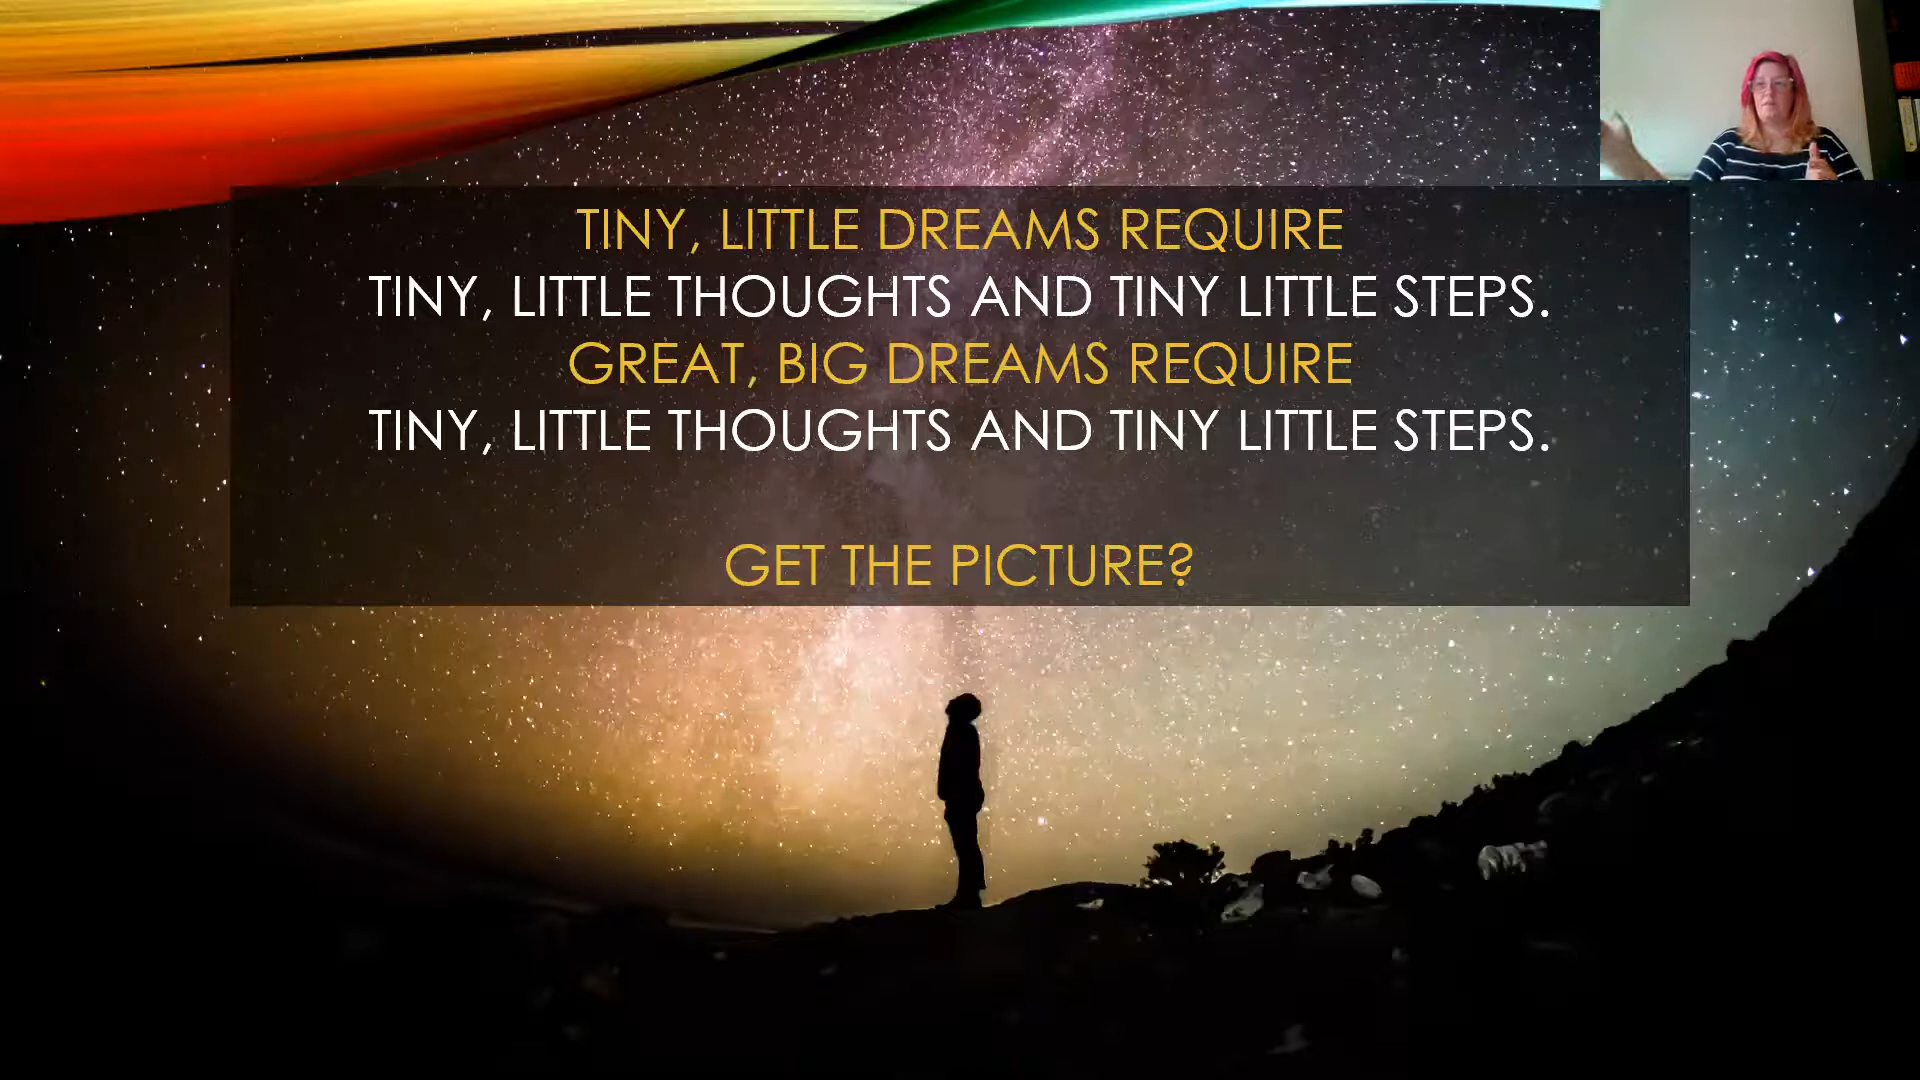 TINY, LITTLE DREAMS REQUIRE
TINY, LITTLE THOUGHTS AND TINY LITTLE STEPS.
GREAT, BIG DREAMS REQUIRE
TINY, LITTLE THOUGHTS AND TINY LITTLE STEPS.
GET THE PICTURE?